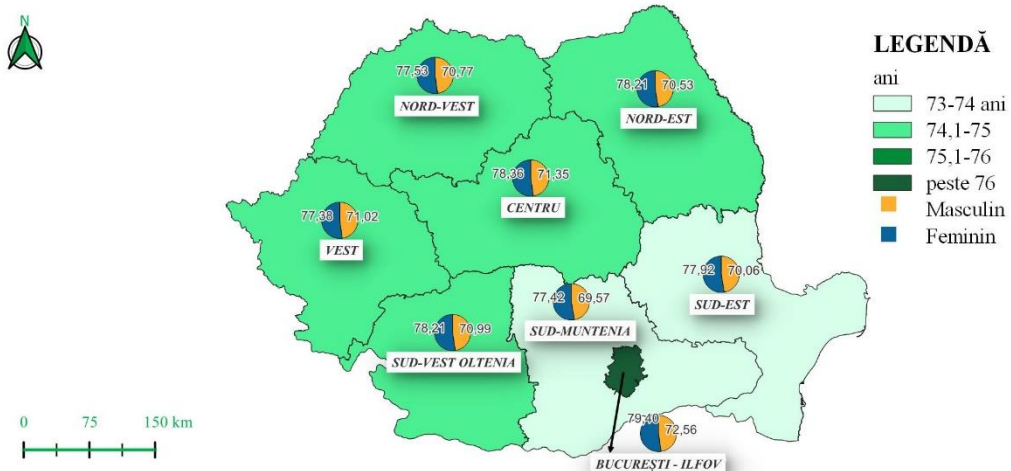 N
77,53 70,77
NORD-VEST
78,21 70,53
NORD-EST
78,36 71,35
CENTRU
77,38 71,02
VEST
77,92 70,06
SUD-EST
77,42 69,57
SUD-MUNTENIA
78,21 70,99
SUD-VEST OLTENIA
79,40 72,56
BUCUREȘTI - ILFOV
0 75 150 km
LEGENDĂ
ani
73-74 ani
74,1-75
75,1-76
peste 76
Masculin
Feminin